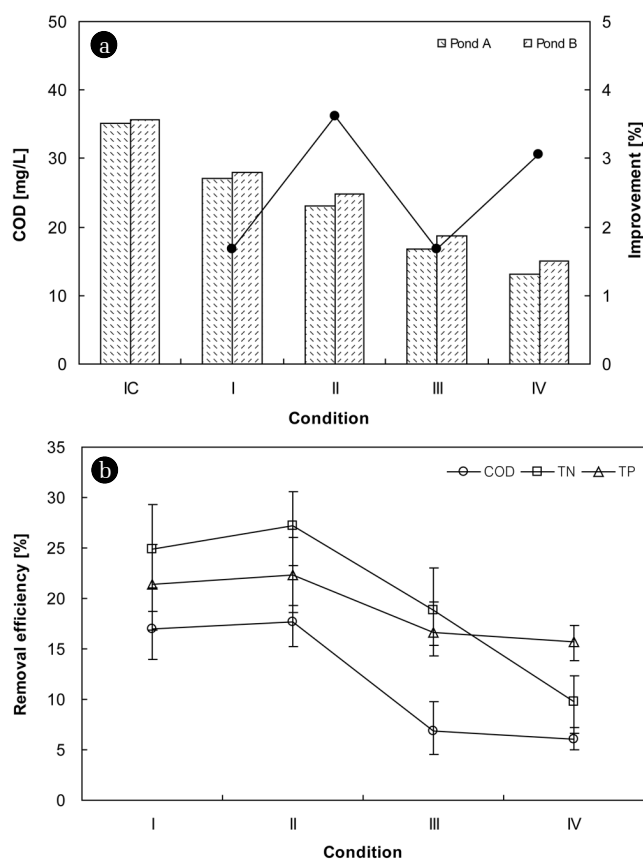 a
Pond A Pond B
COD [mg/L]
50
40
30
20
10
0
Improvement [%]
5
4
3
2
1
0
IC I II III IV
Condition
b
COD TN TP
Removal efficiency [%]
35
30
25
20
15
10
5
0
I II III IV
Condition